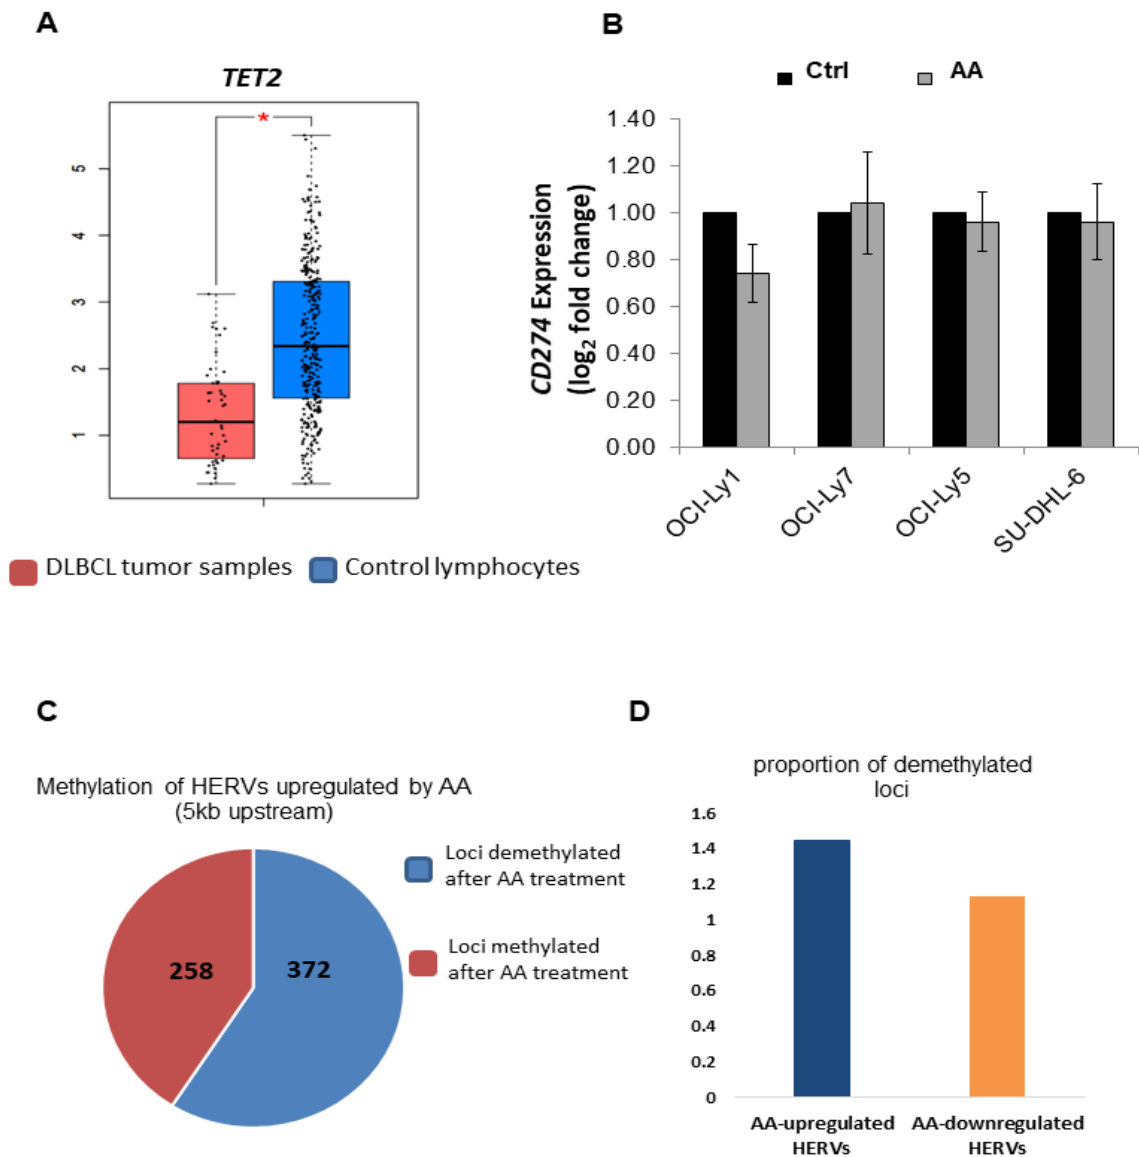 A
TET2
*
5
4
3
2
1
DLBCL tumor samples
Control lymphocytes
B
Ctrl
AA
CD274 Expression
(log₂ fold change)
1.40
1.20
1.00
0.80
0.60
0.40
0.20
0.00
OCI-Ly1
OCI-Ly7
OCI-Ly5
SU-DHL-6
C
Methylation of HERVs upregulated by AA
(5kb upstream)
258
372
Loci demethylated
after AA treatment
Loci methylated
after AA treatment
D
proportion of demethylated
loci
1.6
1.4
1.2
1
0.8
0.6
0.4
0.2
0
AA-upregulated
HERVs
AA-downregulated
HERVs